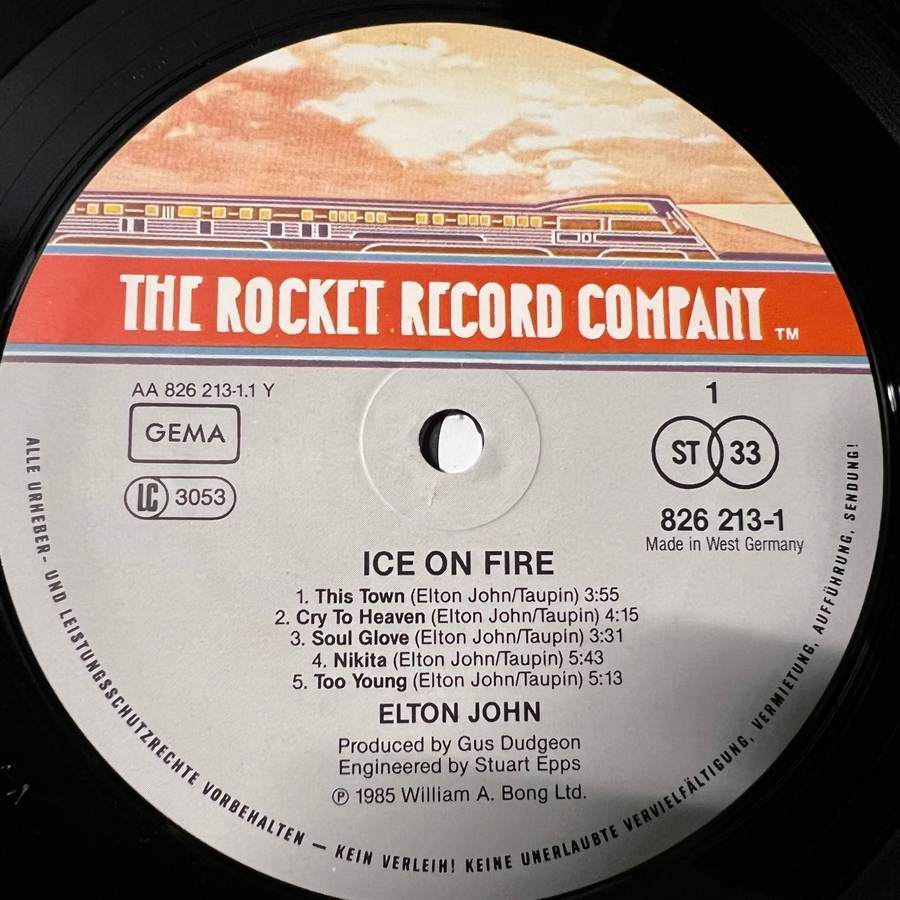 THE ROCKET RECORD COMPANY TM
AA 826 213-1.1 Y
GEMA
LC 3053
1
ST 33
826 213-1
Made in West Germany
ICE ON FIRE
1. This Town (Elton John/Taupin) 3:55
2. Cry To Heaven (Elton John/Taupin) 4:15
3. Soul Glove (Elton John/Taupin) 3:31
4. Nikita (Elton John/Taupin) 5:43
5. Too Young (Elton John/Taupin) 5:13
ELTON JOHN
Produced by Gus Dudgeon
Engineered by Stuart Epps
℗ 1985 William A. Bong Ltd.
ALLE URHEBER- UND LEISTUNGSSCHUTZRECHTE VORBEHALTEN — KEIN VERLEIH! KEINE UNERLAUBTE VERVIELFÄLTIGUNG, VERMIETUNG, AUFFÜHRUNG, SENDUNG!